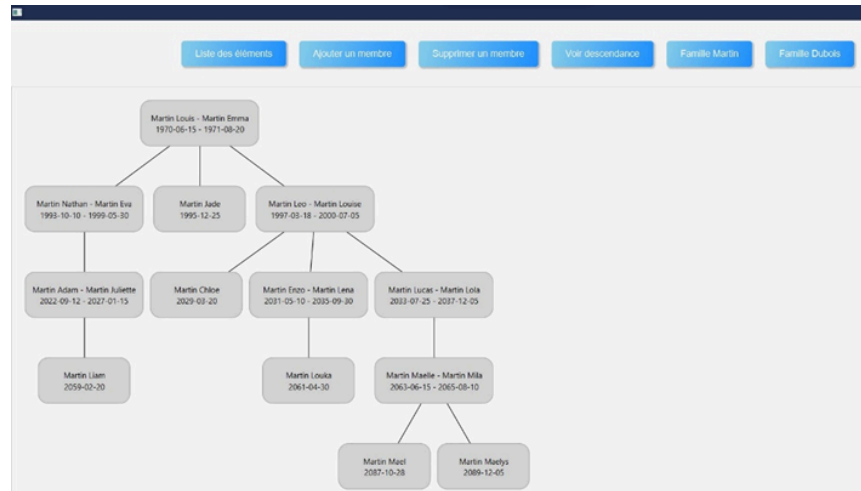 Liste des éléments
Ajouter un membre
Supprimer un membre
Voir descendance
Famille Martin
Famille Dubois
Martin Louis - Martin Emma
1970-06-15 - 1971-08-20
Martin Nathan - Martin Eva
1993-10-10 - 1999-05-30
Martin Jade
1995-12-25
Martin Leo - Martin Louise
1997-03-18 - 2000-07-05
Martin Adam - Martin Juliette
2022-09-12 - 2027-01-15
Martin Chloe
2029-03-20
Martin Enzo - Martin Lena
2031-05-10 - 2035-09-30
Martin Lucas - Martin Lola
2033-07-25 - 2037-12-05
Martin Liam
2059-02-20
Martin Louka
2061-04-30
Martin Maelle - Martin Mila
2063-06-15 - 2065-08-10
Martin Mael
2087-10-28
Martin Maelys
2089-12-05